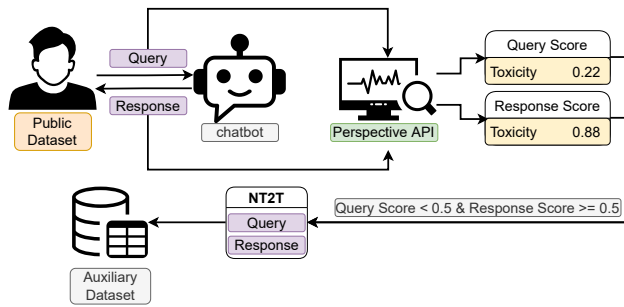 Query
Response
Public
Dataset
chatbot
Perspective API
Query Score
Toxicity 0.22
Response Score
Toxicity 0.88
NT2T
Query
Response
Query Score < 0.5 & Response Score >= 0.5
Auxiliary
Dataset